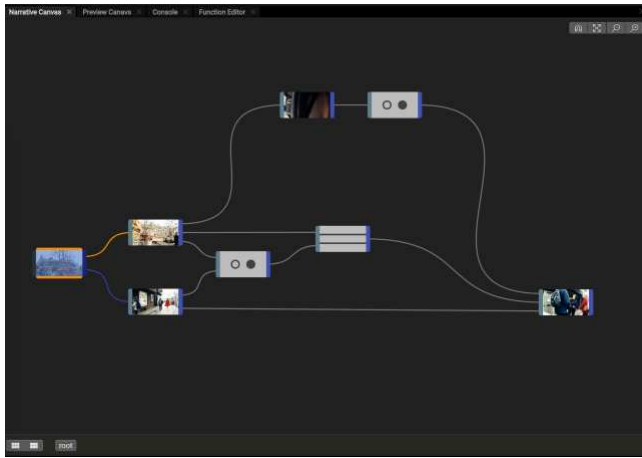 Narrative Canvas × Preview Canvas × Console × Function Editor ×
root